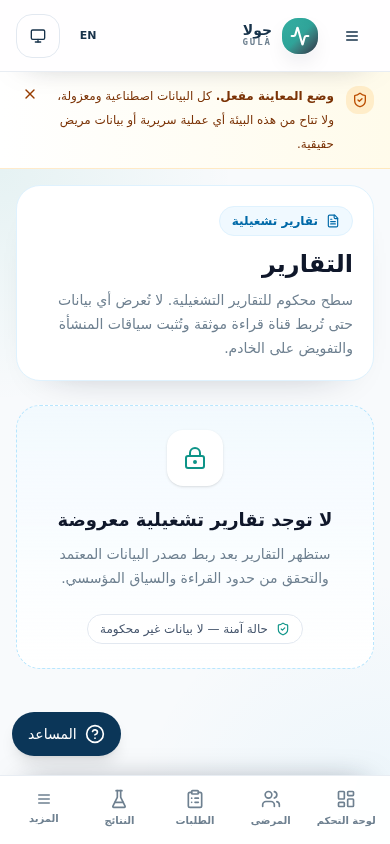 جولا
GULA
EN
وضع المعاينة مفعل. كل البيانات اصطناعية ومعزولة،
ولا تتاح من هذه البيئة أي عملية سريرية أو بيانات مريض
حقيقية.
تقارير تشغيلية
التقارير
سطح محكوم للتقارير التشغيلية. لا تُعرض أي بيانات
حتى تُربط قناة قراءة موثقة وتُثبت سياقات المنشأة
والتفويض على الخادم.
لا توجد تقارير تشغيلية معروضة
ستظهر التقارير بعد ربط مصدر البيانات المعتمد
والتحقق من حدود القراءة والسياق المؤسسي.
حالة آمنة — لا بيانات غير محكومة
المساعد
لوحة التحكم
المرضى
الطلبات
النتائج
المزيد